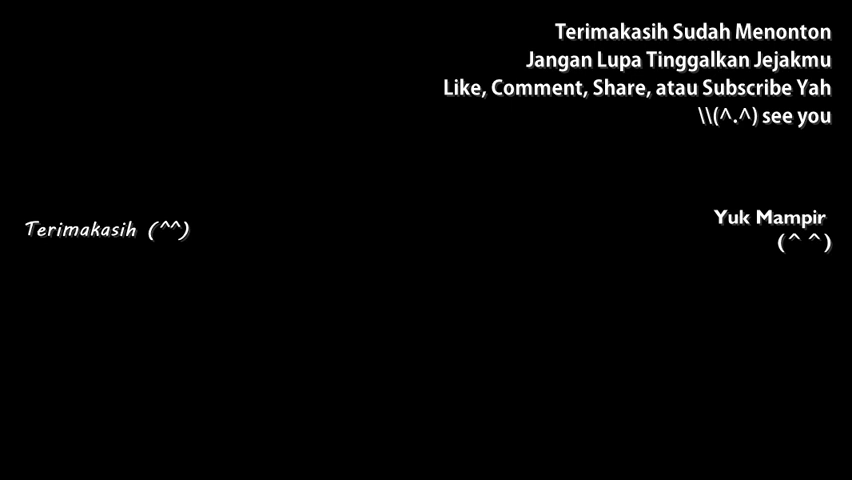 Terimakasih Sudah Menonton
Jangan Lupa Tinggalkan Jejakmu
Like, Comment, Share, atau Subscribe Yah
\\(^.^) see you
Terimakasih (^^)
Yuk Mampir
(^ ^)